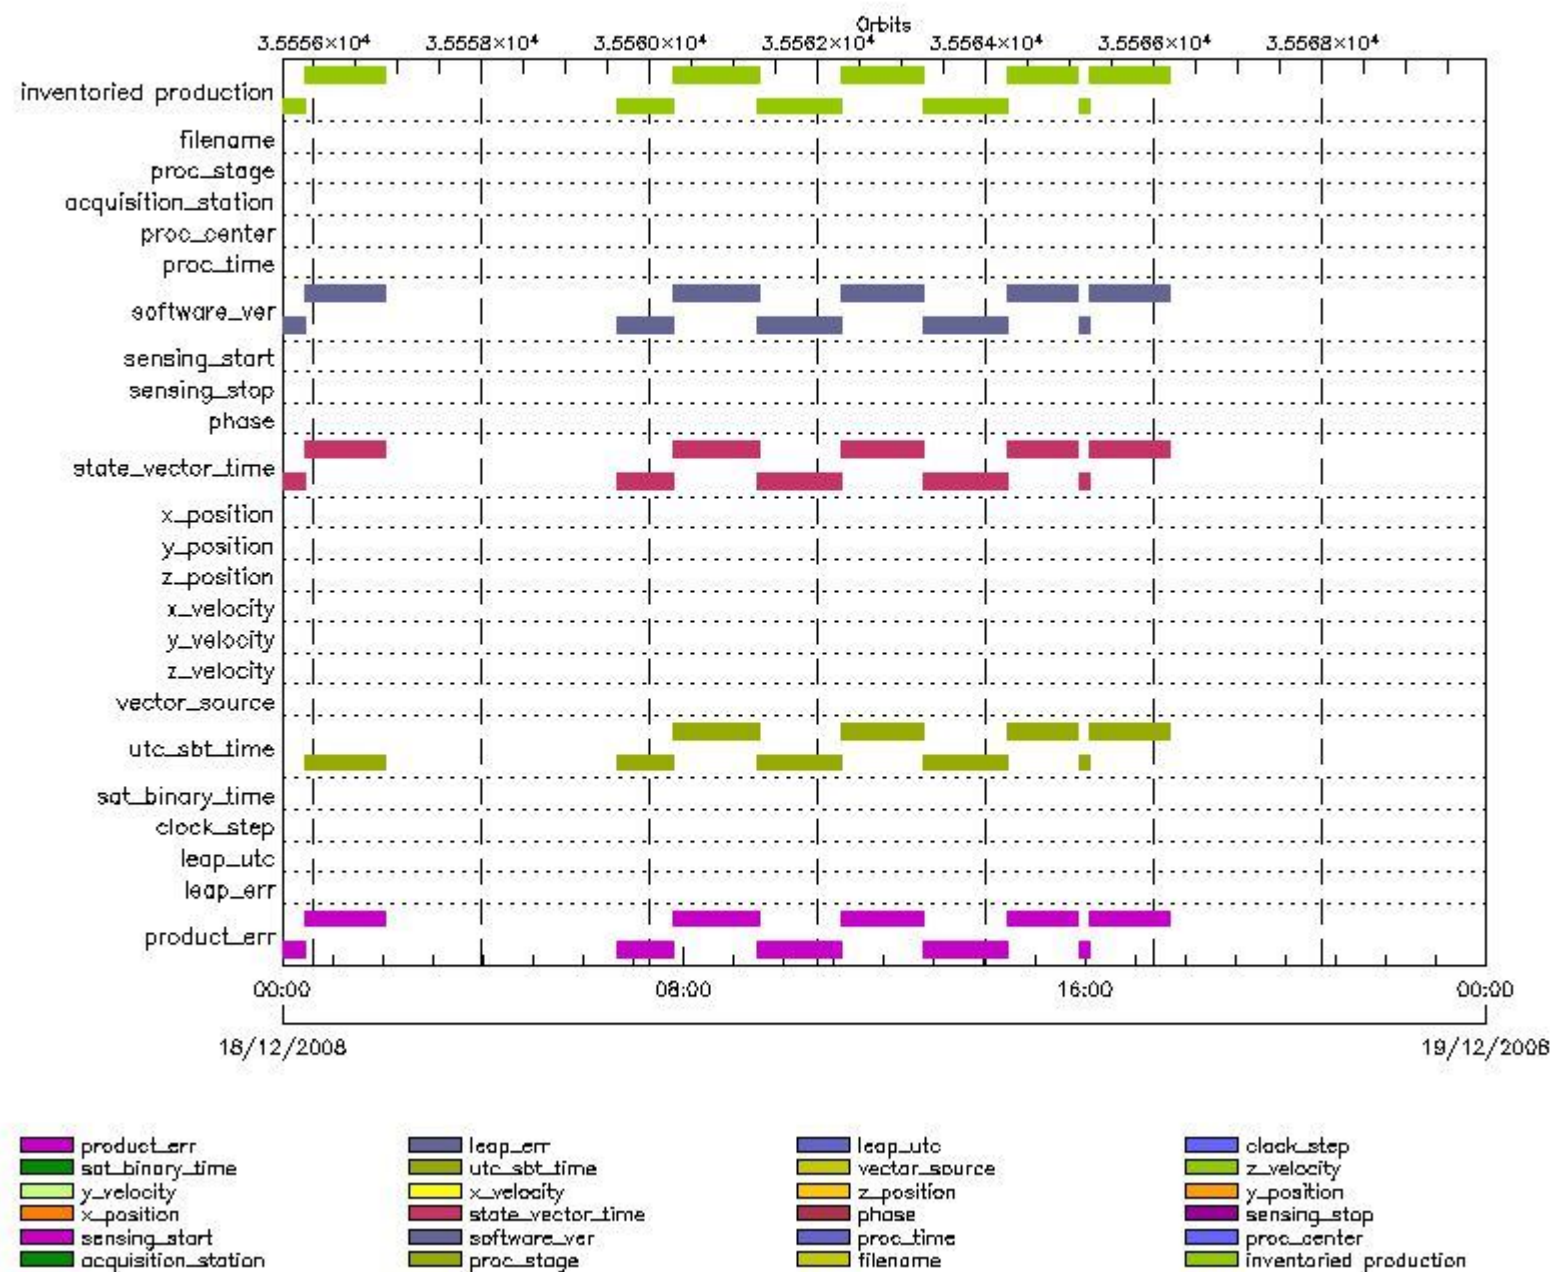 Orbits
3.5556×10⁴ 3.5558×10⁴ 3.5560×10⁴ 3.5562×10⁴ 3.5564×10⁴ 3.5566×10⁴ 3.5568×10⁴
inventoried production
filename
proc_stage
acquisition_station
proc_center
proc_time
software_ver
sensing_start
sensing_stop
phase
state_vector_time
x_position
y_position
z_position
x_velocity
y_velocity
z_velocity
vector_source
utc_sbt_time
sat_binary_time
clock_step
leap_utc
leap_err
product_err
00:00 08:00 16:00 00:00
18/12/2008 19/12/2008
product_err leap_err leap_utc clock_step
sat_binary_time utc_sbt_time vector_source z_velocity
y_velocity x_velocity z_position y_position
x_position state_vector_time phase sensing_stop
sensing_start software_ver proc_time proc_center
acquisition_station proc_stage filename inventoried production